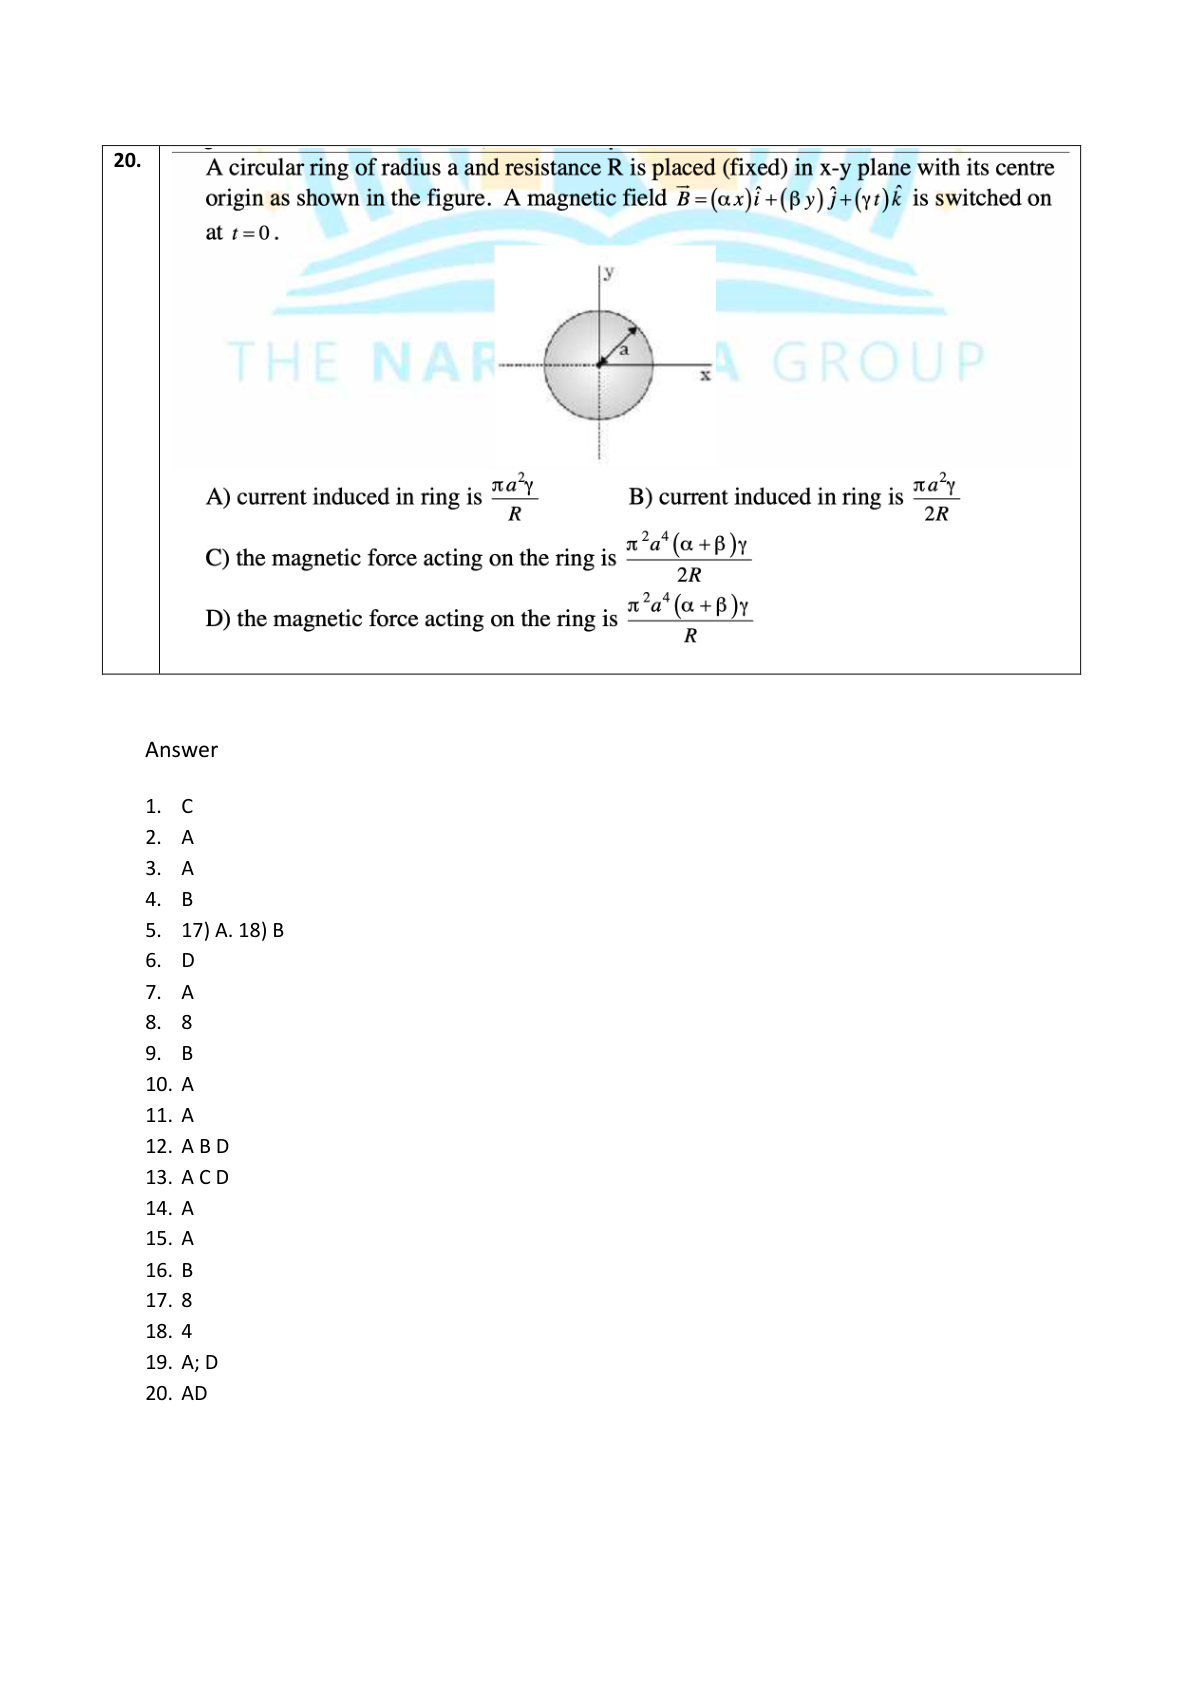 20.
A circular ring of radius a and resistance R is placed (fixed) in x-y plane with its centre
origin as shown in the figure. A magnetic field $\vec{B}=(\alpha x)\hat{i}+(\beta y)\hat{j}+(\gamma t)\hat{k}$ is switched on
at t=0.
y
a
x
THE NAR A GROUP
A) current induced in ring is $\frac{\pi a^2 \gamma}{R}$ B) current induced in ring is $\frac{\pi a^2 \gamma}{2R}$
C) the magnetic force acting on the ring is $\frac{\pi^2 a^4 (\alpha+\beta)\gamma}{2R}$
D) the magnetic force acting on the ring is $\frac{\pi^2 a^4 (\alpha+\beta)\gamma}{R}$
Answer
1. C
2. A
3. A
4. B
5. 17) A. 18) B
6. D
7. A
8. 8
9. B
10. A
11. A
12. A B D
13. A C D
14. A
15. A
16. B
17. 8
18. 4
19. A; D
20. AD